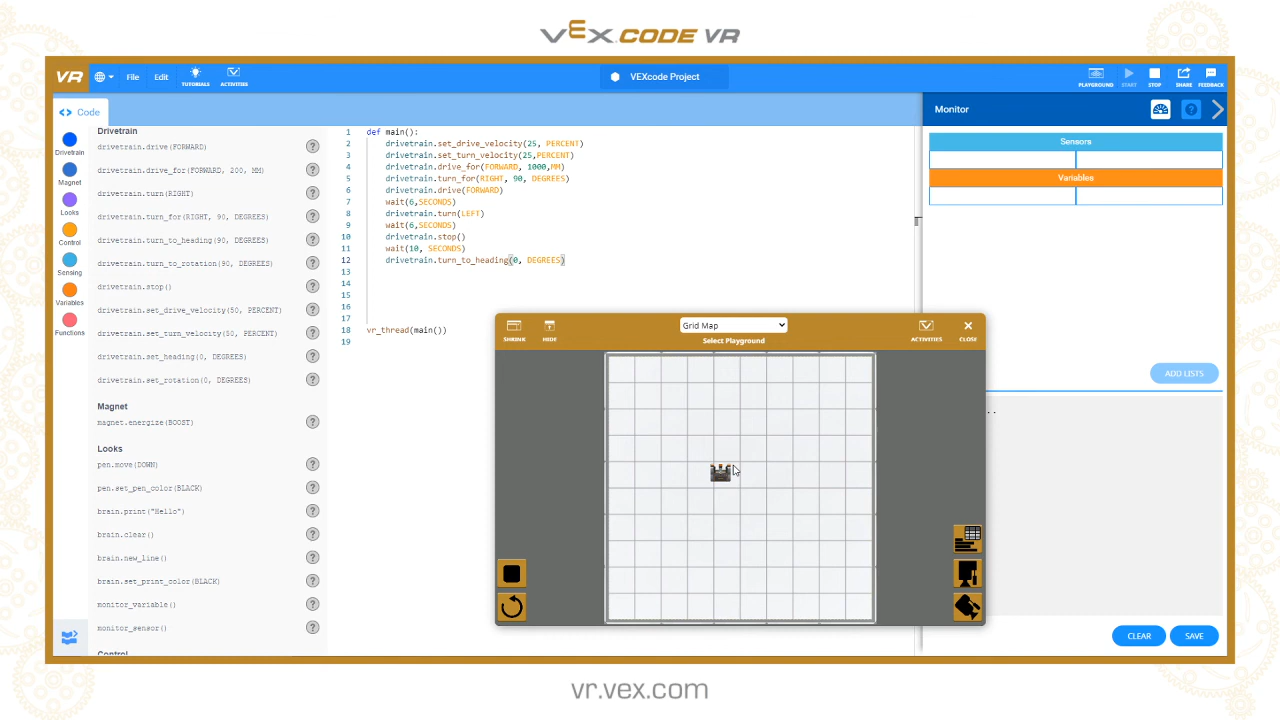 VEX CODE VR
VR
File
Edit
TUTORIALS
ACTIVITIES
VEXcode Project
PLAYGROUND
START
STOP
SHARE
FEEDBACK
<> Code
Monitor
?
Drivetrain
Magnet
Looks
Control
Sensing
Variables
Functions
Drivetrain
drivetrain.drive(FORWARD) ?
drivetrain.drive_for(FORWARD, 200, MM) ?
drivetrain.turn(RIGHT) ?
drivetrain.turn_for(RIGHT, 90, DEGREES) ?
drivetrain.turn_to_heading(90, DEGREES) ?
drivetrain.turn_to_rotation(90, DEGREES) ?
drivetrain.stop() ?
drivetrain.set_drive_velocity(50, PERCENT) ?
drivetrain.set_turn_velocity(50, PERCENT) ?
drivetrain.set_heading(0, DEGREES) ?
drivetrain.set_rotation(0, DEGREES) ?
Magnet
magnet.energize(BOOST) ?
Looks
pen.move(DOWN) ?
pen.set_pen_color(BLACK) ?
brain.print("Hello") ?
brain.clear() ?
brain.new_line() ?
brain.set_print_color(BLACK) ?
monitor_variable() ?
monitor_sensor() ?
Control
1 def main():
2 drivetrain.set_drive_velocity(25, PERCENT)
3 drivetrain.set_turn_velocity(25,PERCENT)
4 drivetrain.drive_for(FORWARD, 1000,MM)
5 drivetrain.turn_for(RIGHT, 90, DEGREES)
6 drivetrain.drive(FORWARD)
7 wait(6,SECONDS)
8 drivetrain.turn(LEFT)
9 wait(6,SECONDS)
10 drivetrain.stop()
11 wait(10, SECONDS)
12 drivetrain.turn_to_heading(0, DEGREES)
13
14
15
16
17
18 vr_thread(main())
19
Sensors
Variables
ADD LISTS
..
CLEAR
SAVE
SHRINK
HIDE
Grid Map
Select Playground
ACTIVITIES
CLOSE
vr.vex.com